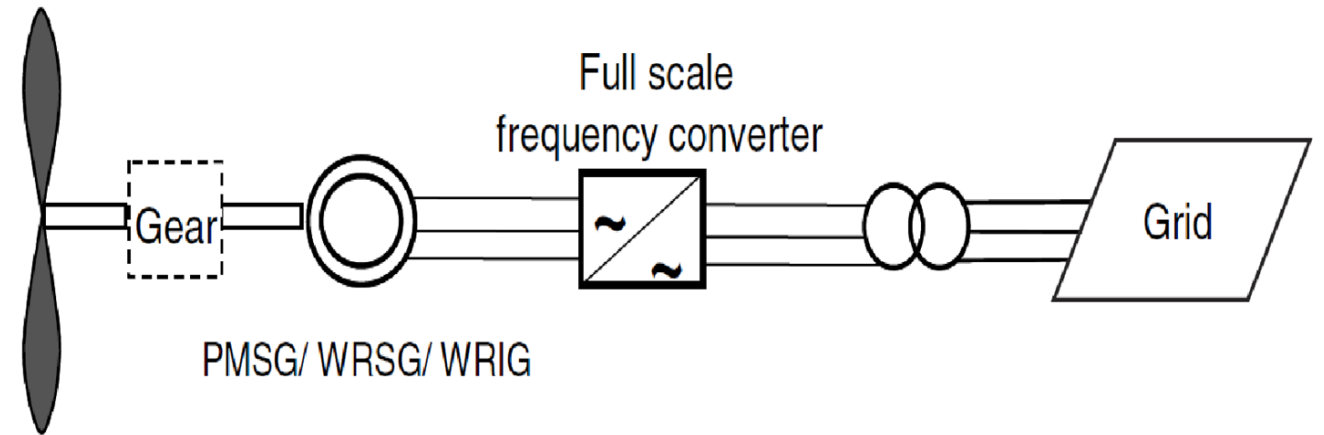 Full scale
frequency converter
Gear
Grid
PMSG/ WRSG/ WRIG